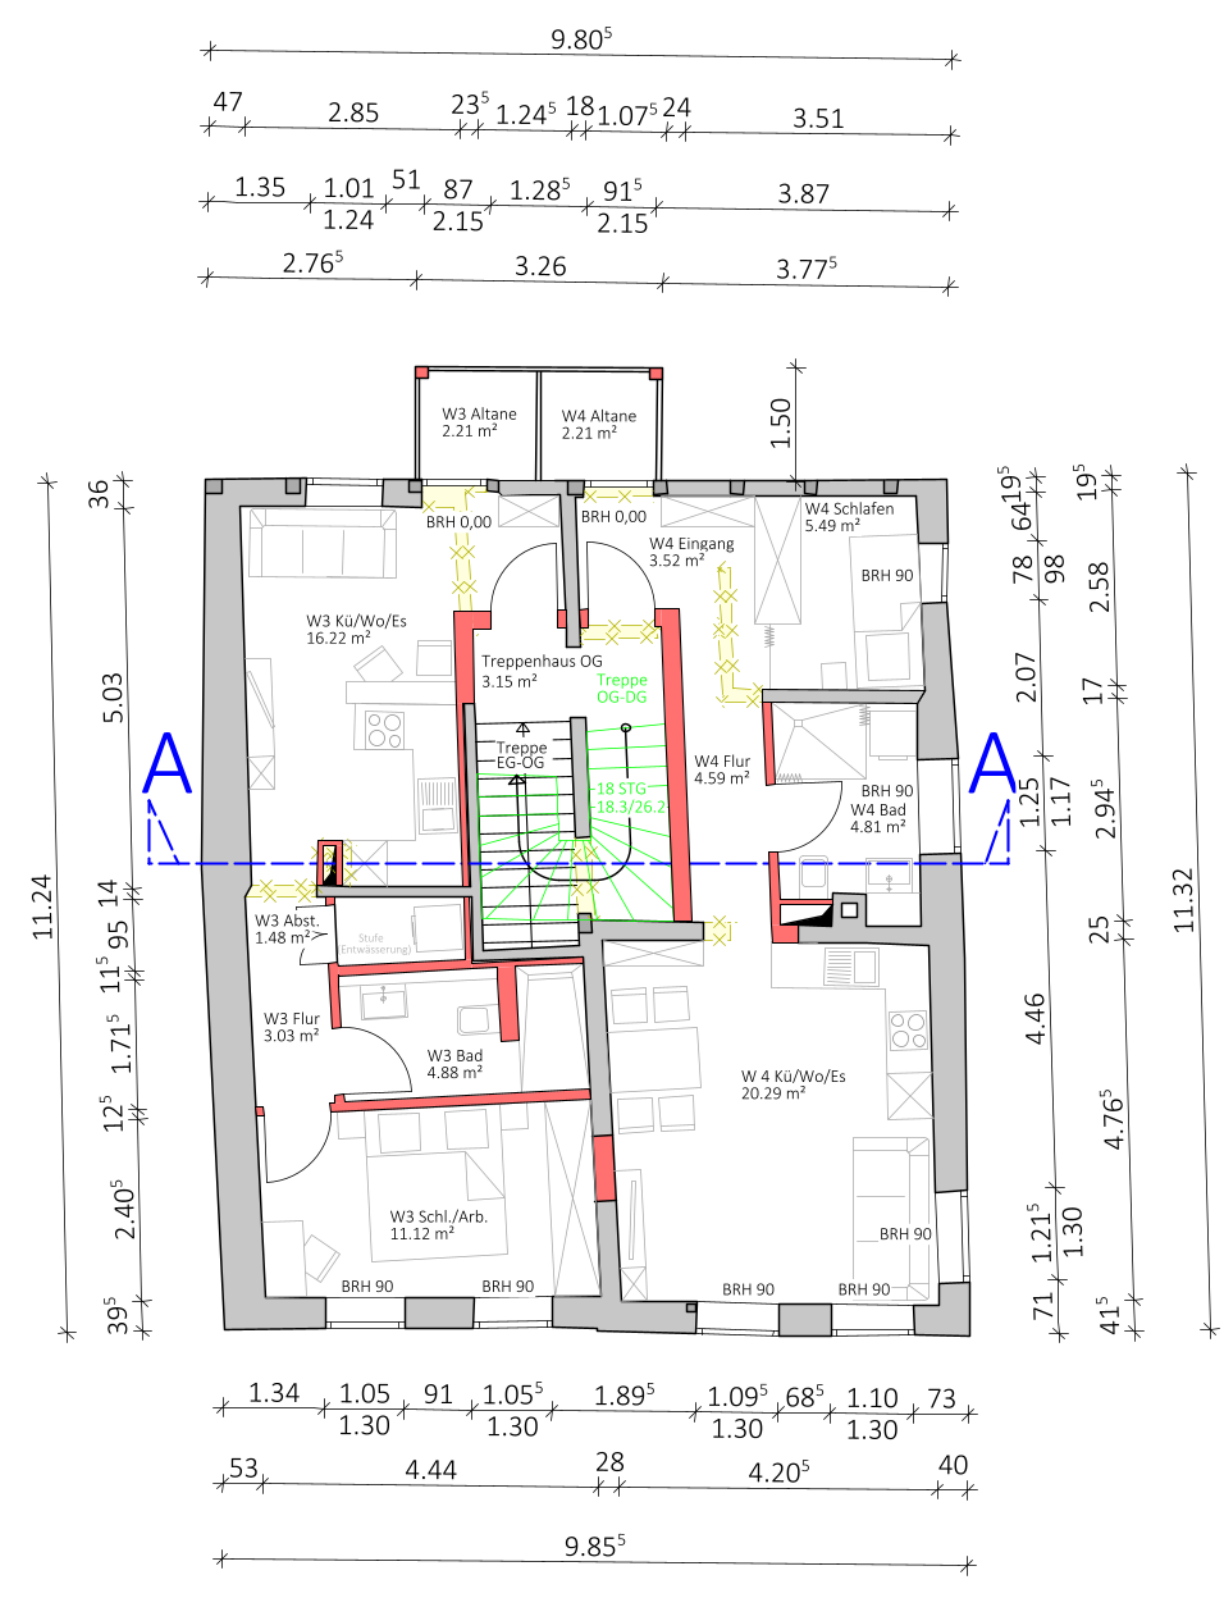 9.80⁵
47 2.85 23⁵ 1.24⁵ 18 1.07⁵ 24 3.51
1.35 1.01 51 87 1.28⁵ 91⁵ 3.87
1.24 2.15 2.15
2.76⁵ 3.26 3.77⁵
1.50
W3 Altane
2.21 m²
W4 Altane
2.21 m²
BRH 0,00
BRH 0,00
W4 Schlafen
5.49 m²
W4 Eingang
3.52 m²
BRH 90
W3 Kü/Wo/Es
16.22 m²
Treppenhaus OG
3.15 m²
Treppe
OG-DG
Treppe
EG-OG
W4 Flur
4.59 m²
18 STG
18.3/26.2
BRH 90
W4 Bad
4.81 m²
A
A
W3 Abst.
1.48 m²
Stufe
(Entwässerung)
W3 Flur
3.03 m²
W3 Bad
4.88 m²
W 4 Kü/Wo/Es
20.29 m²
W3 Schl./Arb.
11.12 m²
BRH 90
BRH 90
BRH 90
BRH 90
BRH 90
11.24
36
5.03
14
95
11⁵
1.71⁵
12⁵
2.40⁵
39⁵
19⁵
64
78
98
2.07
1.25
1.17
4.46
1.21⁵
1.30
71
19⁵
2.58
17
2.94⁵
25
4.76⁵
41⁵
11.32
1.34 1.05 91 1.05⁵ 1.89⁵ 1.09⁵ 68⁵ 1.10 73
1.30 1.30 1.30 1.30
53 4.44 28 4.20⁵ 40
9.85⁵